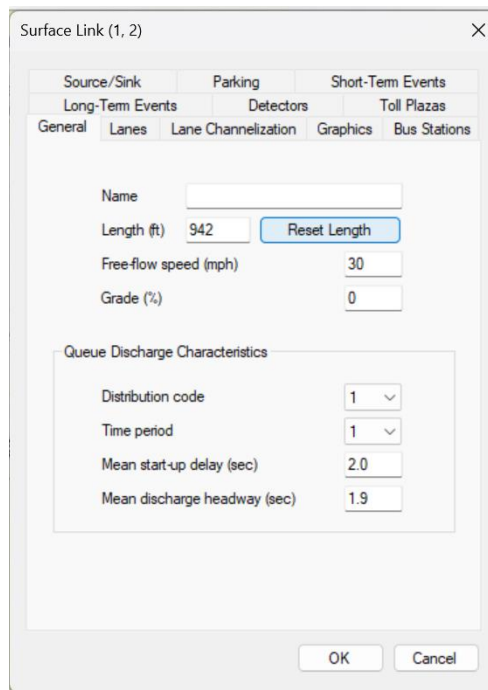 Surface Link (1, 2)
Source/Sink Parking Short-Term Events
Long-Term Events Detectors Toll Plazas
General Lanes Lane Channelization Graphics Bus Stations
Name
Length (ft) 942 Reset Length
Free-flow speed (mph) 30
Grade (%) 0
Queue Discharge Characteristics
Distribution code 1
Time period 1
Mean start-up delay (sec) 2.0
Mean discharge headway (sec) 1.9
OK Cancel